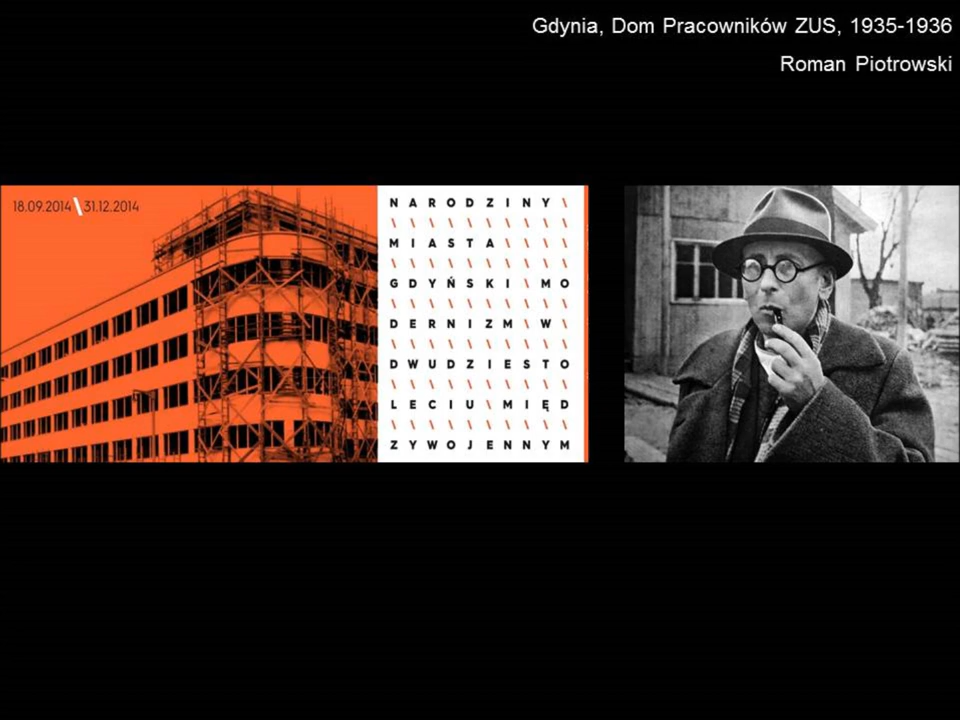 Gdynia, Dom Pracowników ZUS, 1935-1936
Roman Piotrowski
18.09.2014\31.12.2014
NARODZINY\
\\\\\\\\\\
MIASTA\\\\
\\\\\\\\\\
GDYŃSKI\MO
\\\\\\\\\\
DERNIZM\W\
\\\\\\\\\\
DWUDZIESTO
\\\\\\\\\\
LECIU\MIĘD
\\\\\\\\\\
ZYWOJENNYM